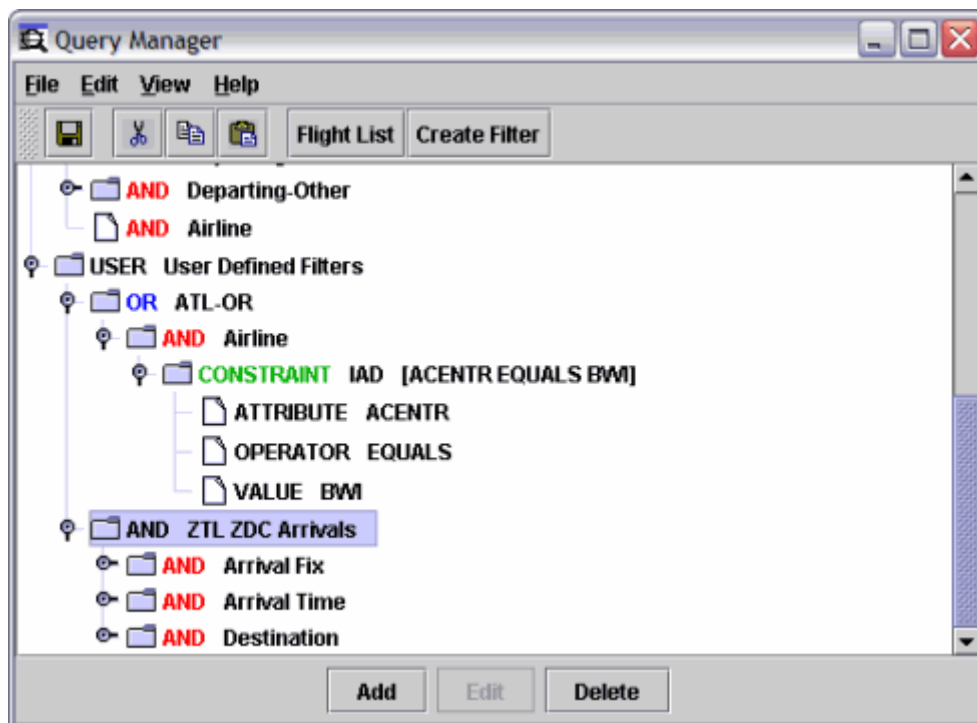 Query Manager
File Edit View Help
Flight List Create Filter
AND Departing-Other
AND Airline
USER User Defined Filters
OR ATL-OR
AND Airline
CONSTRAINT IAD [ACENTR EQUALS BWI]
ATTRIBUTE ACENTR
OPERATOR EQUALS
VALUE BWI
AND ZTL ZDC Arrivals
AND Arrival Fix
AND Arrival Time
AND Destination
Add Edit Delete